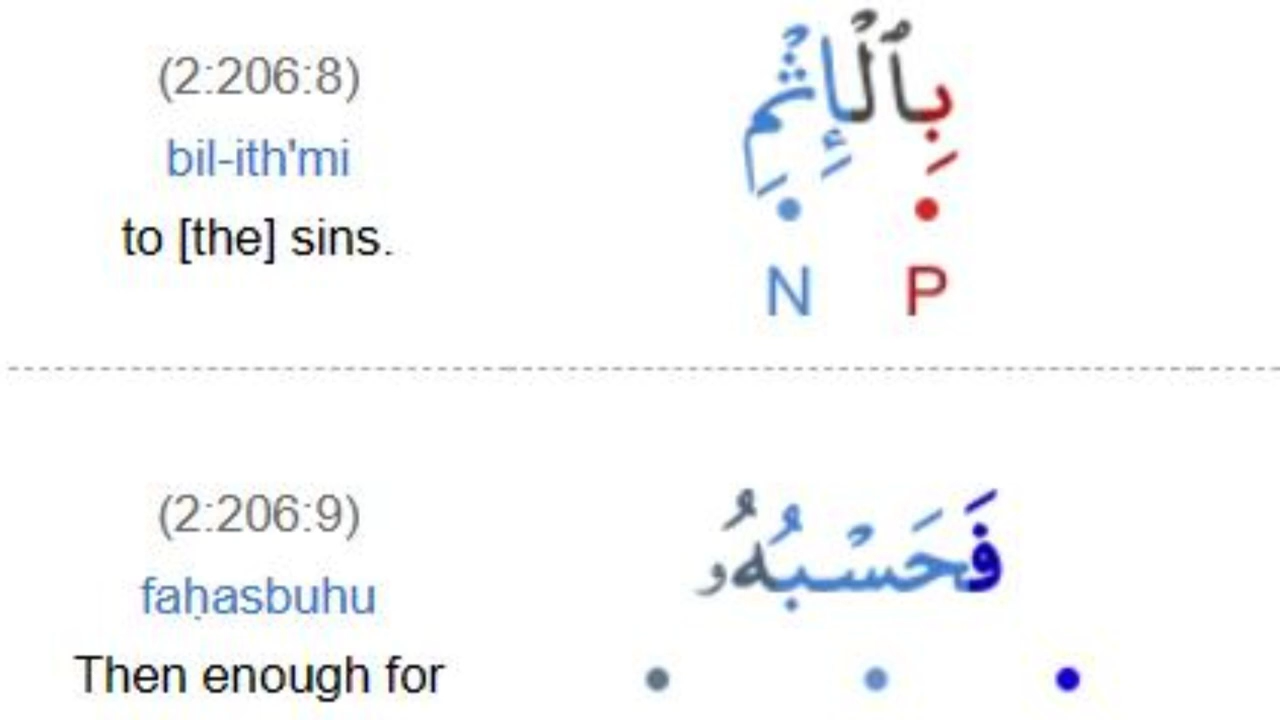 (2:206:8)
bil-ith'mi
to [the] sins.
بِٱلْإِثْمِ
N P
(2:206:9)
faḥasbuhu
Then enough for
فَحَسْبُهُۥ